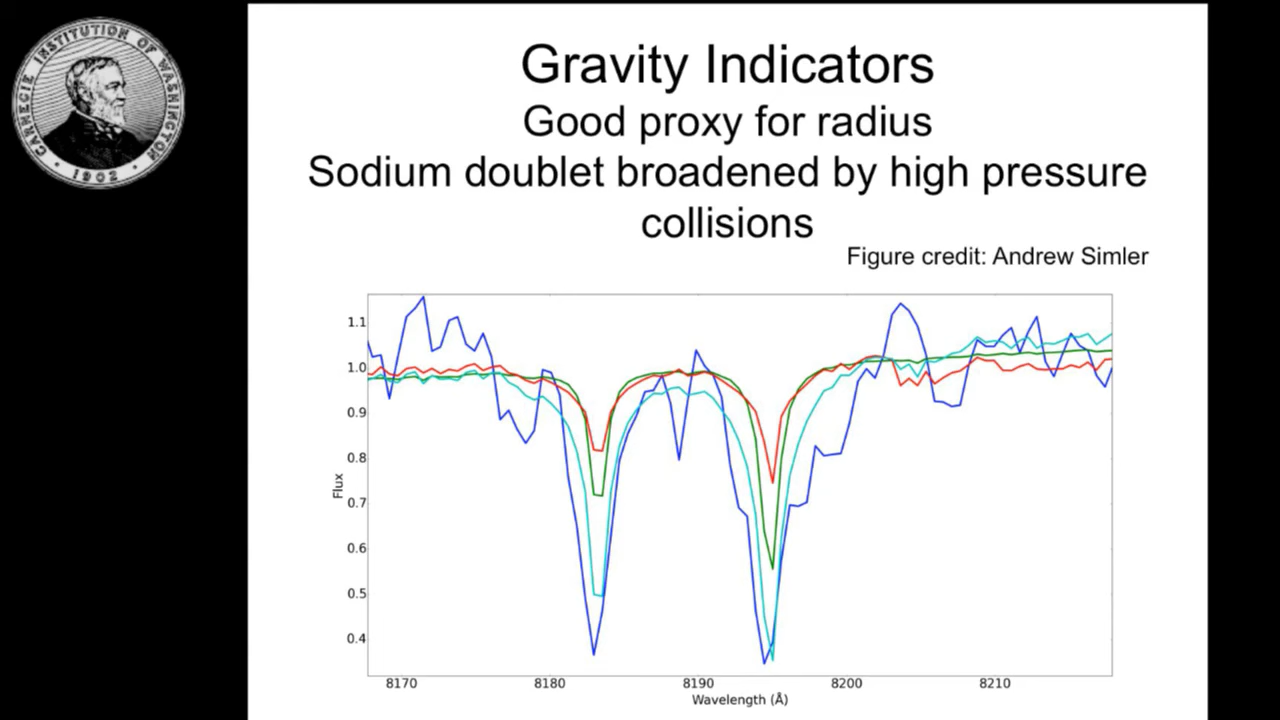 CARNEGIE INSTITUTION OF WASHINGTON
1902
Gravity Indicators
Good proxy for radius
Sodium doublet broadened by high pressure
collisions
Figure credit: Andrew Simler
1.1
1.0
0.9
0.8
0.7
0.6
0.5
0.4
Flux
8170 8180 8190 8200 8210
Wavelength (Å)